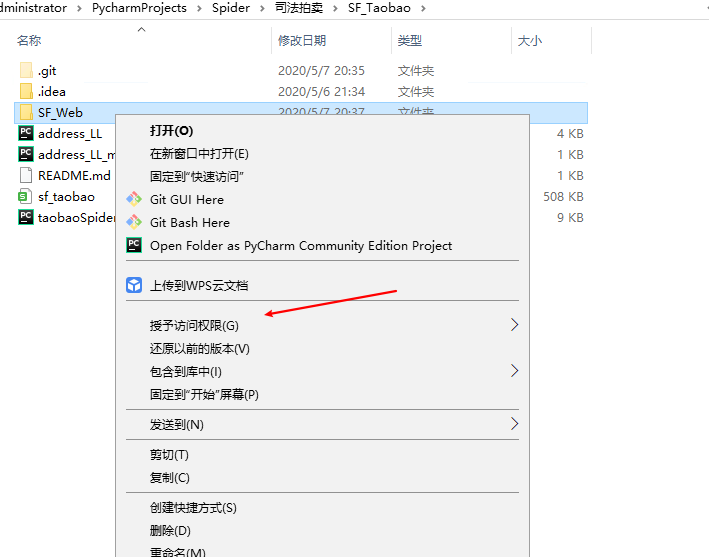 dministrator > PycharmProjects > Spider > 司法拍卖 > SF_Taobao >
名称 修改日期 类型 大小
.git 2020/5/7 20:35 文件夹
.idea 2020/5/6 21:34 文件夹
SF_Web 2020/5/7 20:37 文件夹
address_LL 4 KB
address_LL_m 1 KB
README.md 1 KB
sf_taobao 508 KB
taobaoSpider 9 KB
打开(O)
在新窗口中打开(E)
固定到"快速访问"
Git GUI Here
Git Bash Here
Open Folder as PyCharm Community Edition Project
上传到WPS云文档
授予访问权限(G)
还原以前的版本(V)
包含到库中(I)
固定到"开始"屏幕(P)
发送到(N)
剪切(T)
复制(C)
创建快捷方式(S)
删除(D)
重命名(M)